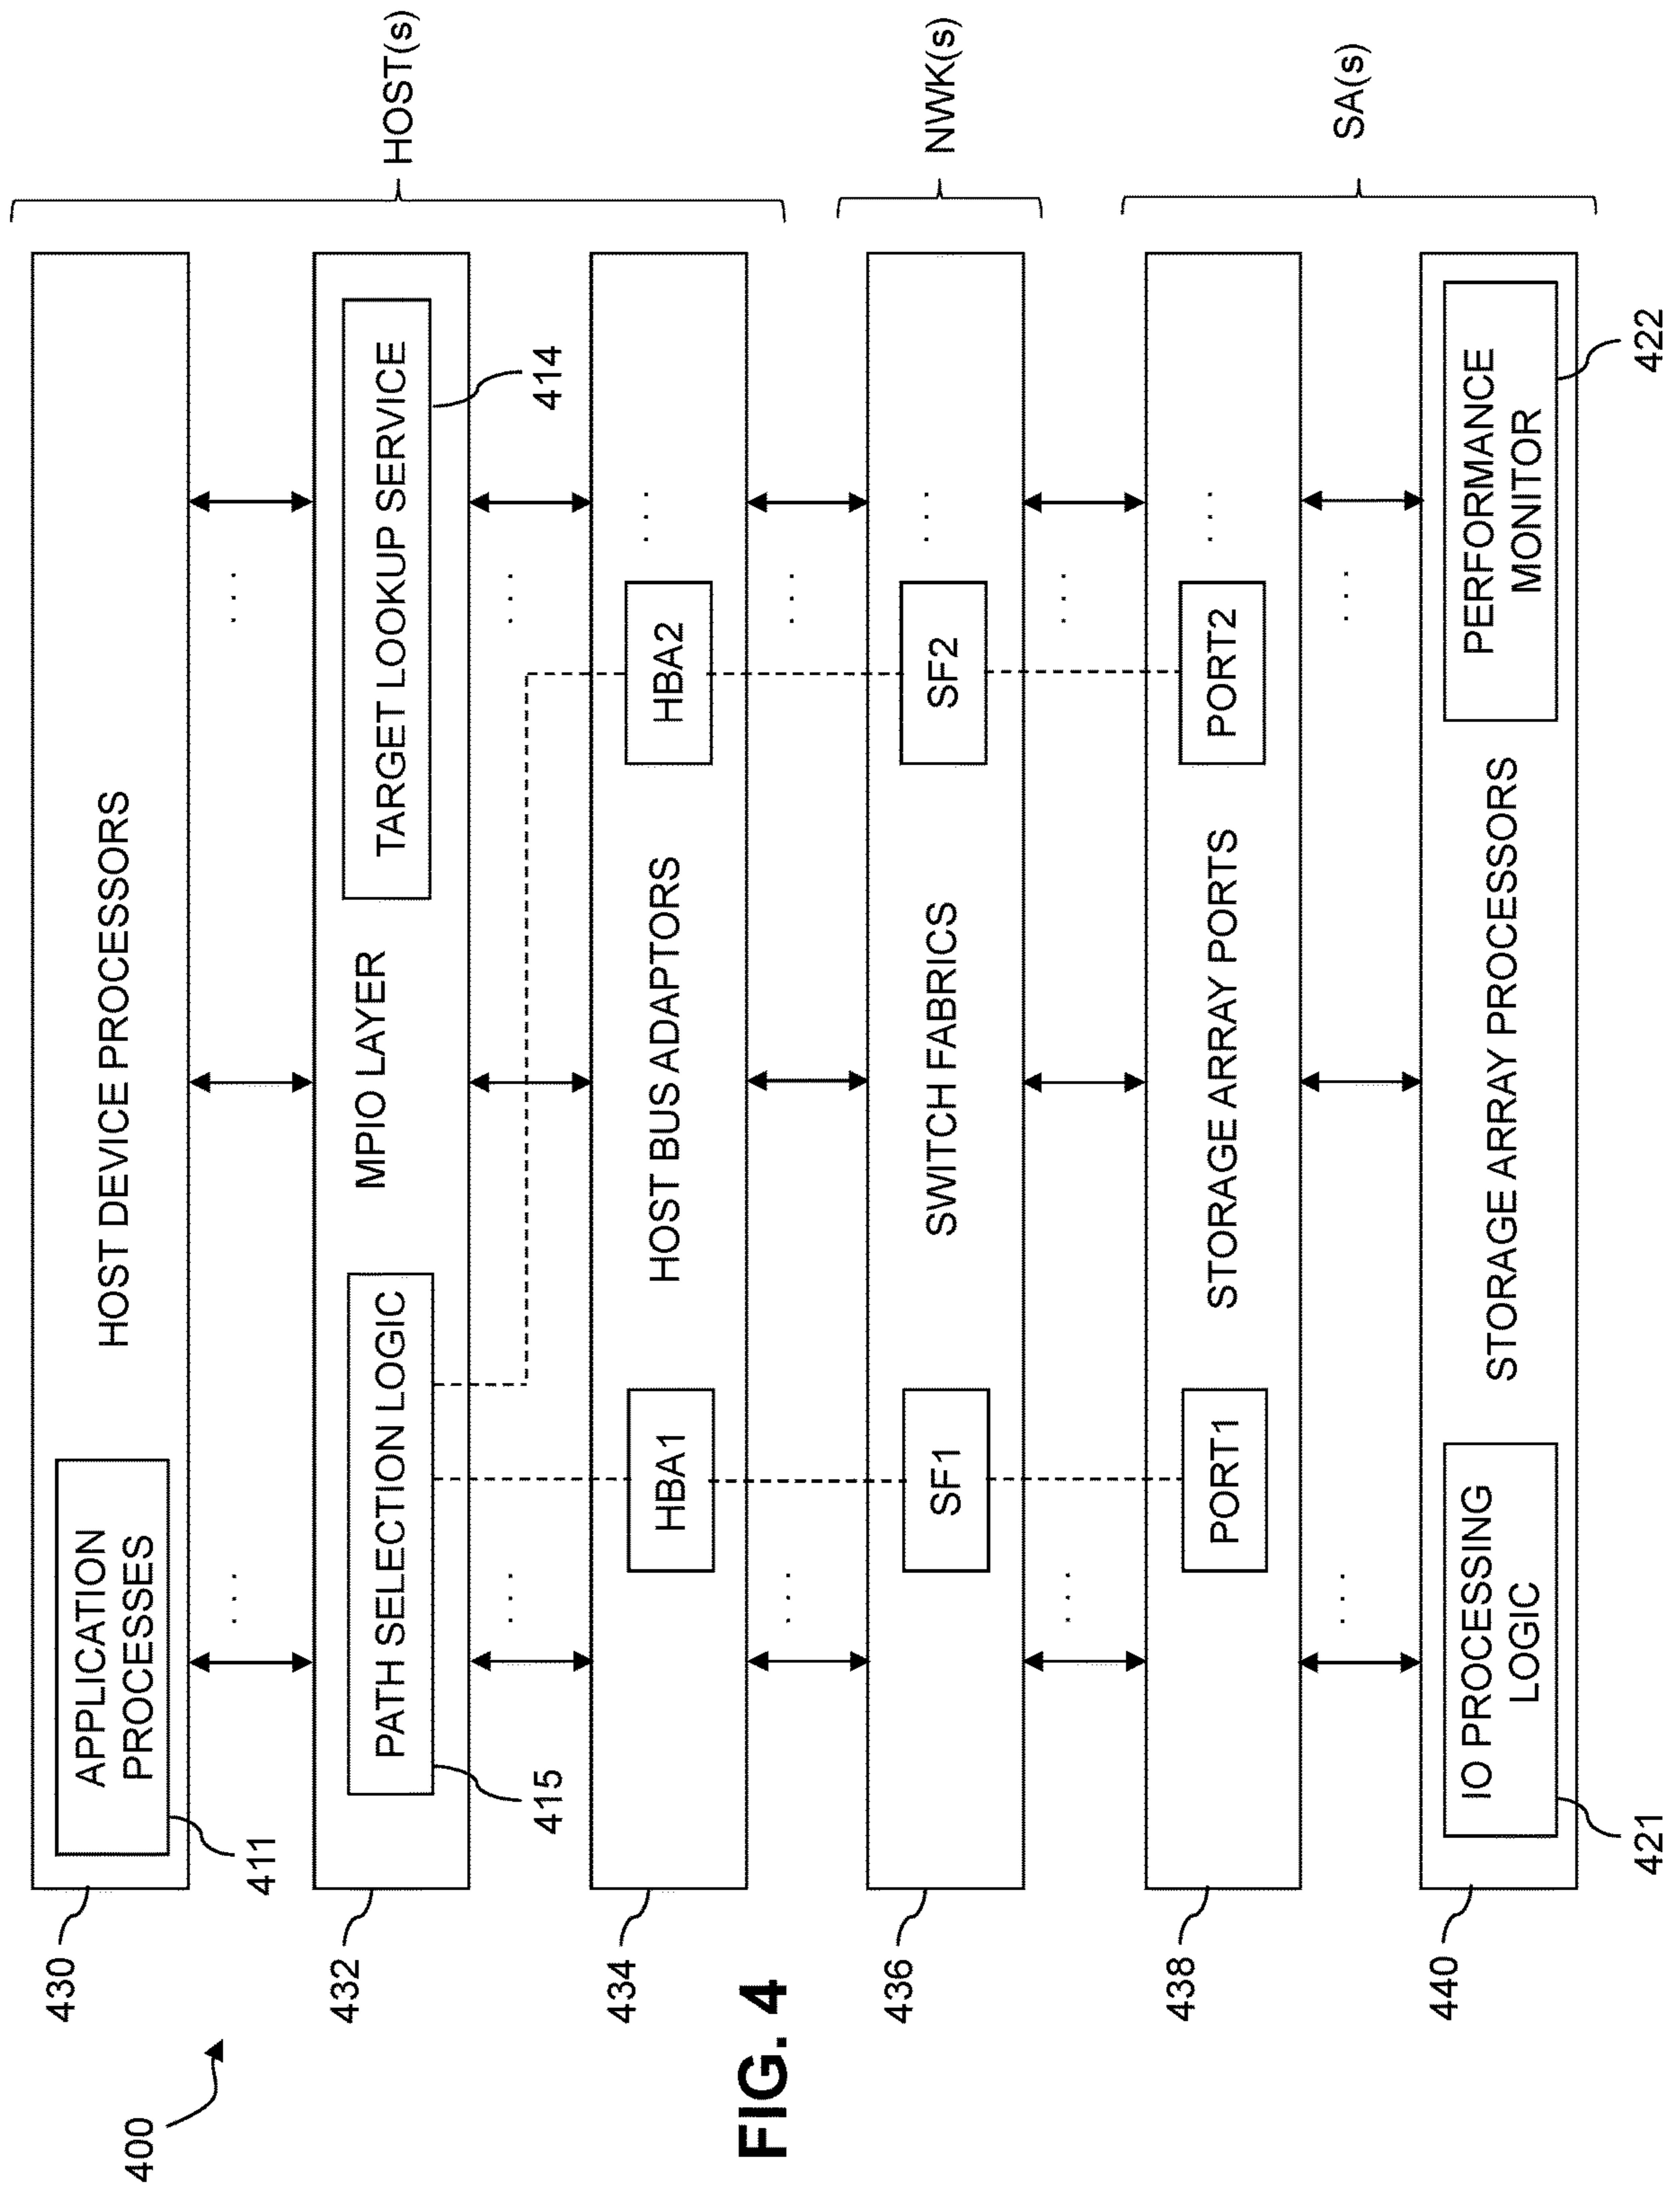 400
430
HOST DEVICE PROCESSORS
APPLICATION
PROCESSES
411
HOST(s)
432
PATH SELECTION LOGIC
415
MPIO LAYER
TARGET LOOKUP SERVICE
414
434
HBA1
HOST BUS ADAPTORS
HBA2
...
436
SF1
SWITCH FABRICS
SF2
...
NWK(s)
438
PORT1
STORAGE ARRAY PORTS
PORT2
...
SA(s)
440
IO PROCESSING
LOGIC
421
STORAGE ARRAY PROCESSORS
PERFORMANCE
MONITOR
422
FIG. 4